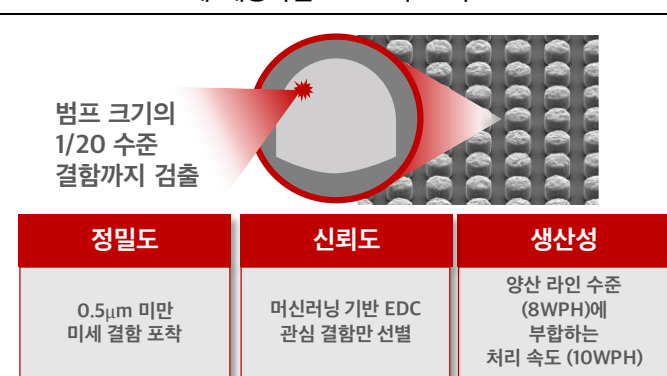 범프 크기의
1/20 수준
결함까지 검출
정밀도
신뢰도
생산성
0.5μm 미만
미세 결함 포착
머신러닝 기반 EDC
관심 결함만 선별
양산 라인 수준
(8WPH)에
부합하는
처리 속도 (10WPH)